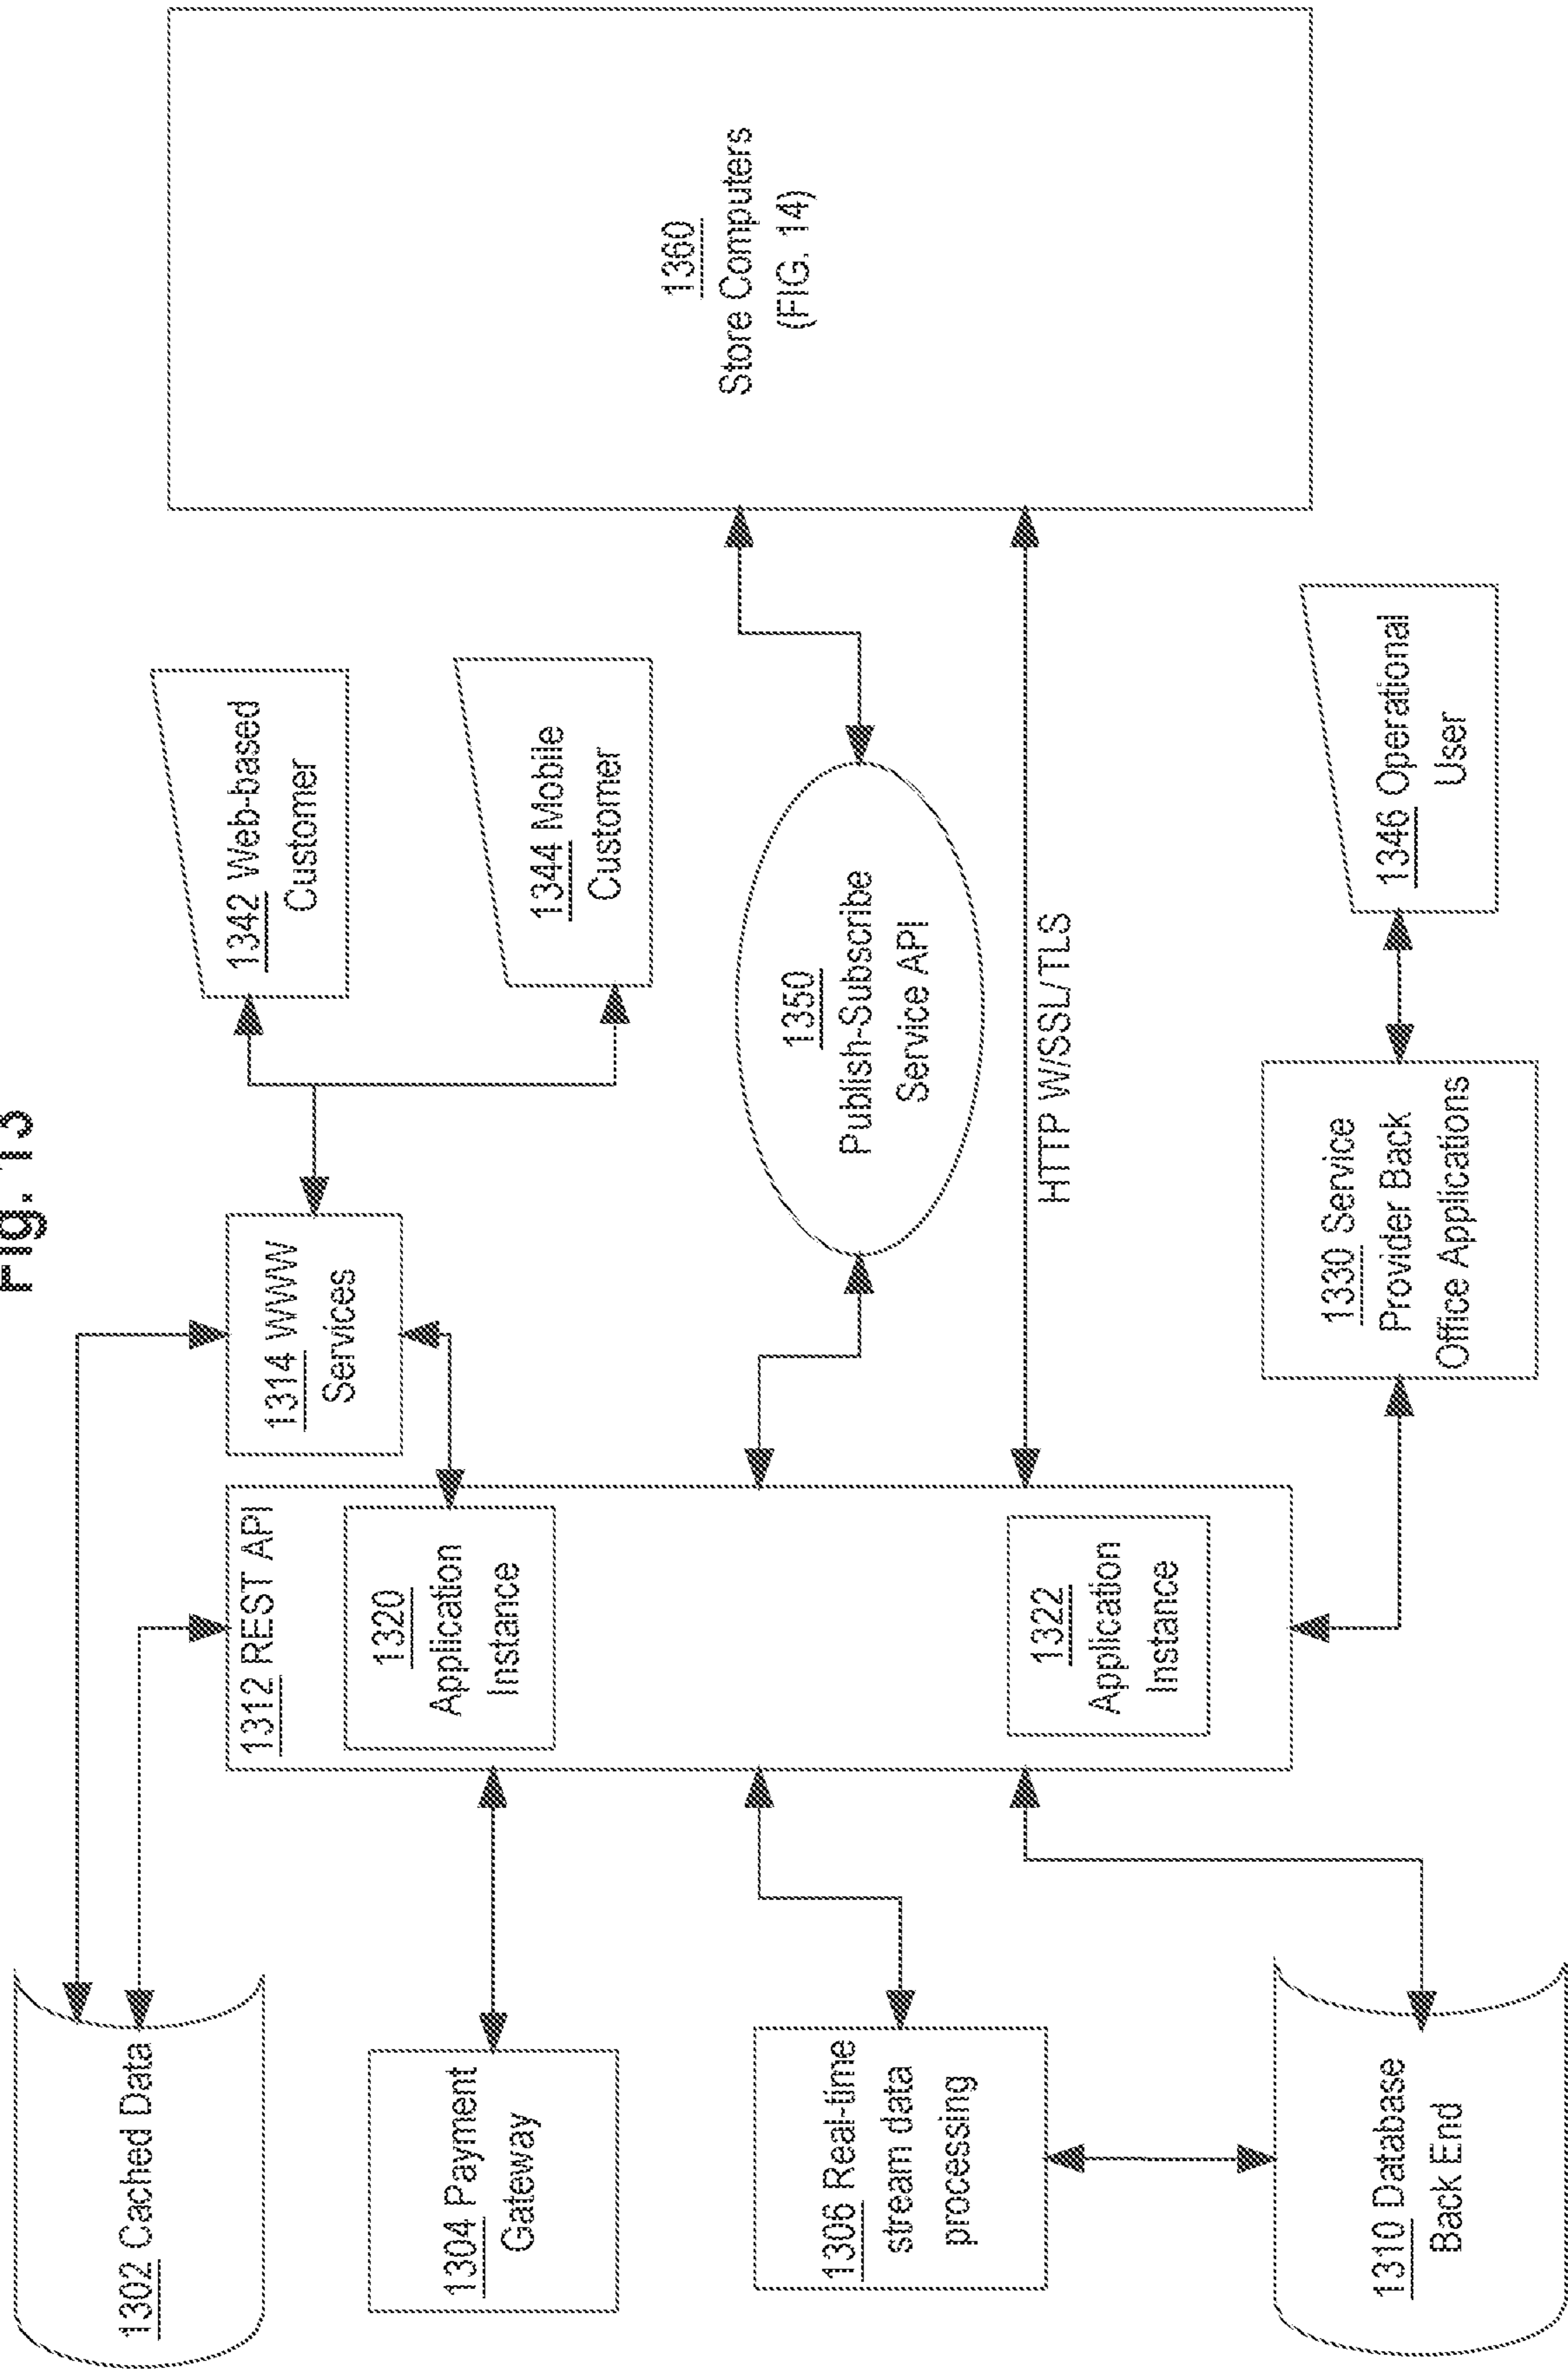 Fig. 13
1302 Cached Data
1304 Payment
Gateway
1306 Real-time
stream data
processing
1310 Database
Back End
1312 REST API
1320
Application
Instance
1322
Application
Instance
1314 WWW
Services
1330 Service
Provider Back
Office Applications
1342 Web-based
Customer
1344 Mobile
Customer
1350
Publish-Subscribe
Service API
HTTP W/SSL/TLS
1346 Operational
User
1360
Store Computers
(FIG. 14)